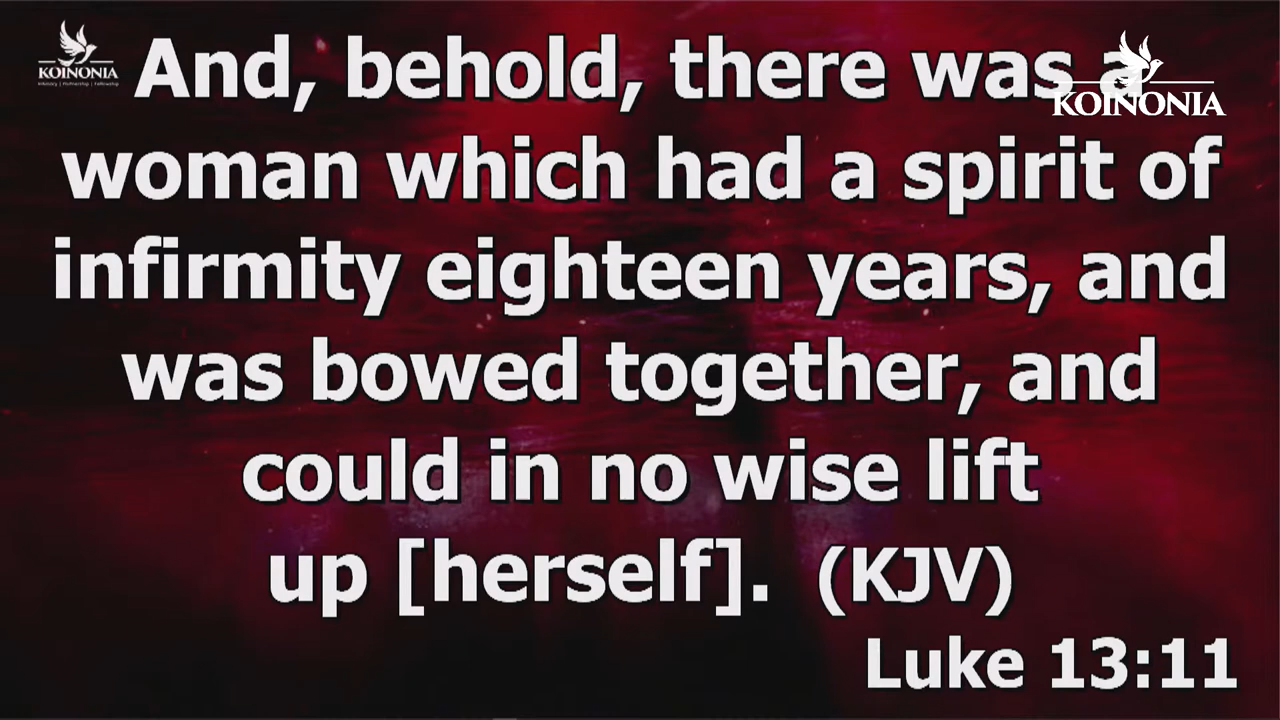 KOINONIA
And, behold, there was a
KOINONIA
woman which had a spirit of
infirmity eighteen years, and
was bowed together, and
could in no wise lift
up [herself]. (KJV)
Luke 13:11